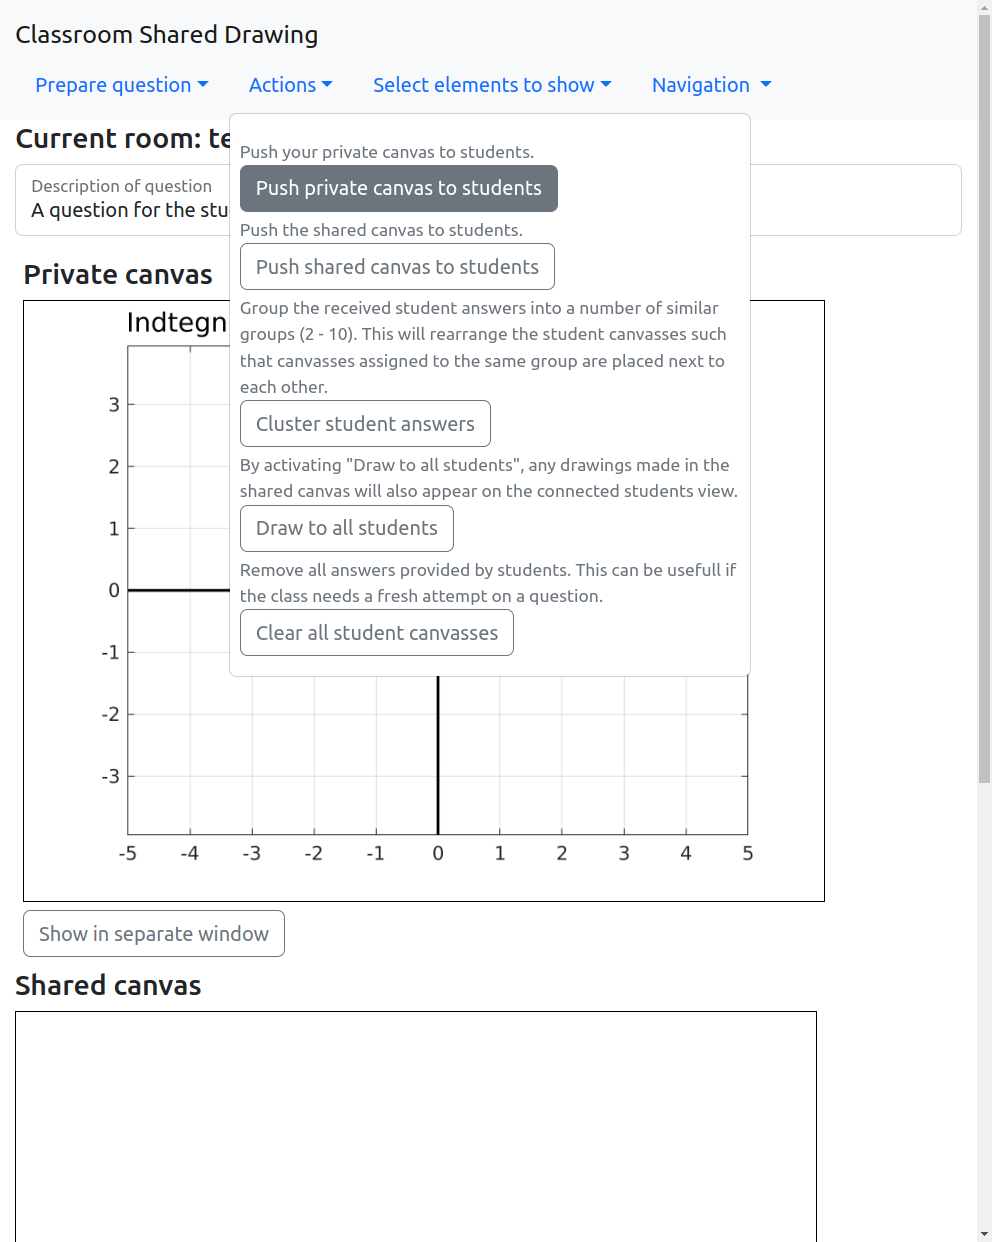 Classroom Shared Drawing
Prepare question
Actions
Select elements to show
Navigation
Current room:
Description of question
A question for the
Push your private canvas to students.
Push private canvas to students
Push the shared canvas to students.
Push shared canvas to students
Group the received student answers into a number of similar
groups (2 - 10). This will rearrange the student canvasses such
that canvasses assigned to the same group are placed next to
each other.
Cluster student answers
By activating "Draw to all students", any drawings made in the
shared canvas will also appear on the connected students view.
Draw to all students
Remove all answers provided by students. This can be usefull if
the class needs a fresh attempt on a question.
Clear all student canvasses
Private canvas
Indtegn
3
2
1
0
-1
-2
-3
-5 -4 -3 -2 -1 0 1 2 3 4 5
Show in separate window
Shared canvas